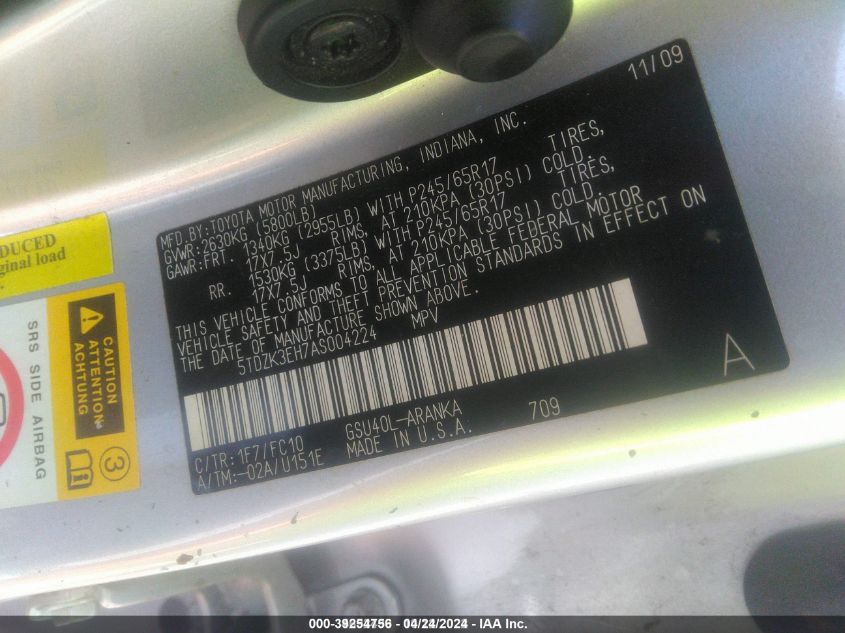 11/09
MFD.BY:TOYOTA MOTOR MANUFACTURING, INDIANA, INC.
GVWR:2630KG (5800LB)
GAWR:FRT. 1340KG (2955LB) WITH P245/65R17 TIRES,
17X7.5J RIMS, AT 210KPA (30PSI) COLD.
RR. 1530KG (3375LB) WITH P245/65R17 TIRES,
17X7.5J RIMS, AT 210KPA (30PSI) COLD.
THIS VEHICLE CONFORMS TO ALL APPLICABLE FEDERAL MOTOR
VEHICLE SAFETY AND THEFT PREVENTION STANDARDS IN EFFECT ON
THE DATE OF MANUFACTURE SHOWN ABOVE.
5TDZK3EH7AS004224 MPV
A
C/TR:1F7/FC10 GSU40L-ARANKA 709
A/TM:-02A/U151E MADE IN U.S.A.
DUCED
ginal load
SRS SIDE AIRBAG
CAUTION
ATTENTION
ACHTUNG
3
000-39254756 - 04/24/2024 - IAA Inc.